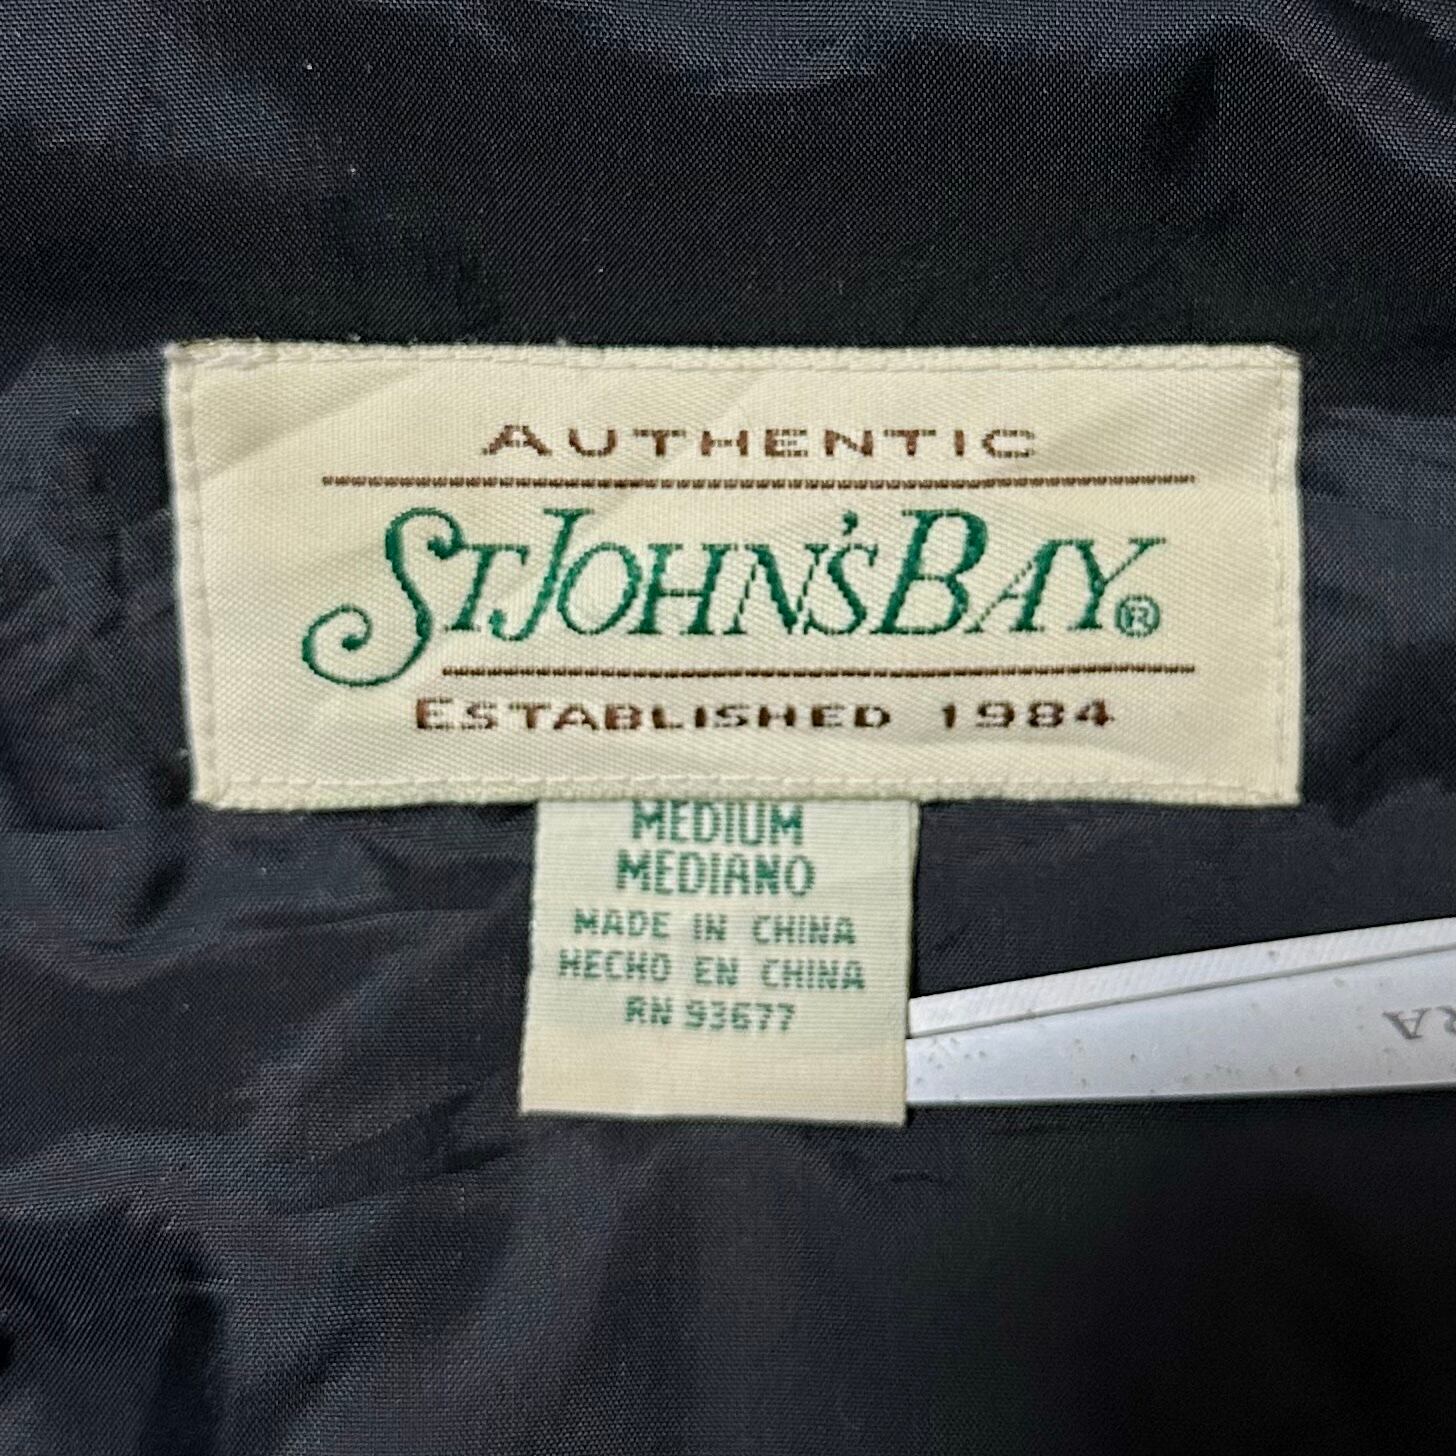 AUTHENTIC
ST JOHN'S BAY®
ESTABLISHED 1984
MEDIUM
MEDIANO
MADE IN CHINA
HECHO EN CHINA
RN 93677